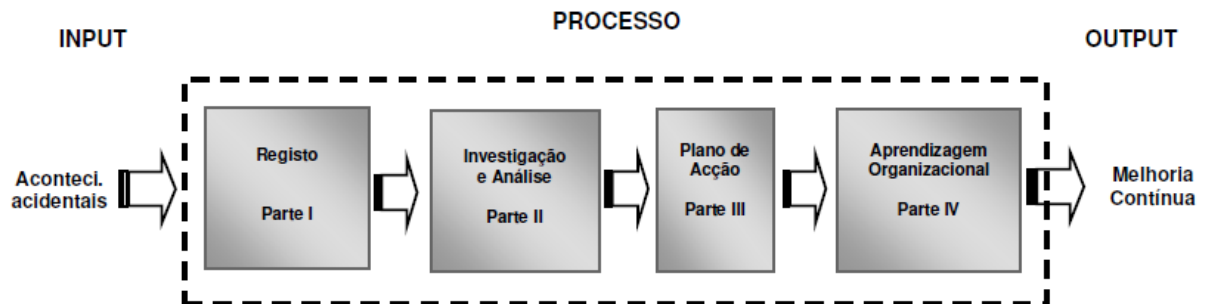 PROCESSO
INPUT
OUTPUT
Aconteci.
acidentais
Registo
Parte I
Investigação
e Análise
Parte II
Plano de
Acção
Parte III
Aprendizagem
Organizacional
Parte IV
Melhoria
Contínua